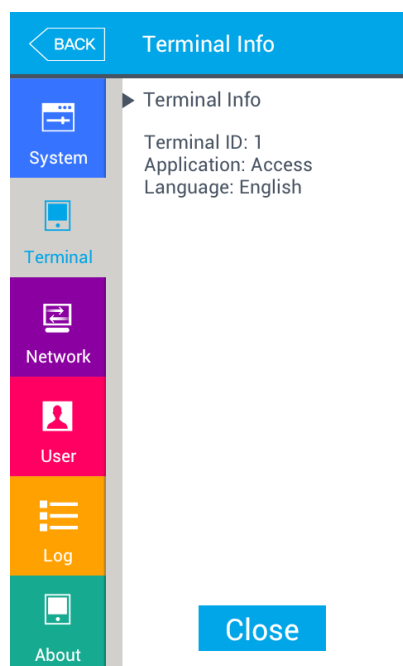 BACK
Terminal Info
System
Terminal
Network
User
Log
About
Terminal Info
Terminal ID: 1
Application: Access
Language: English
Close